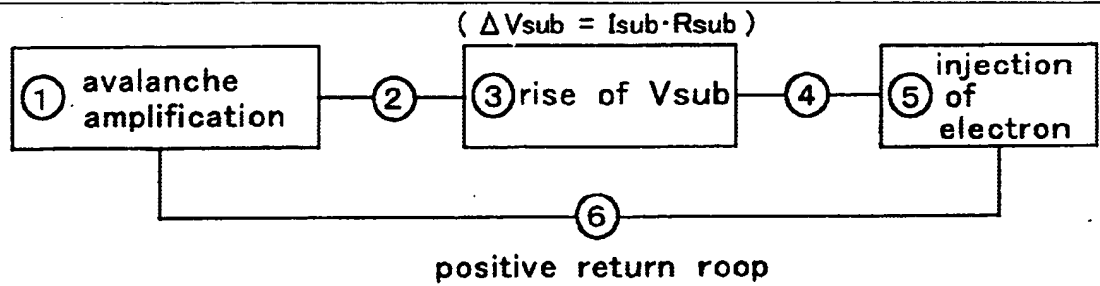 ( ΔVsub = Isub·Rsub )
① avalanche
amplification
②
③ rise of Vsub
④
⑤ injection
of
electron
⑥
positive return roop